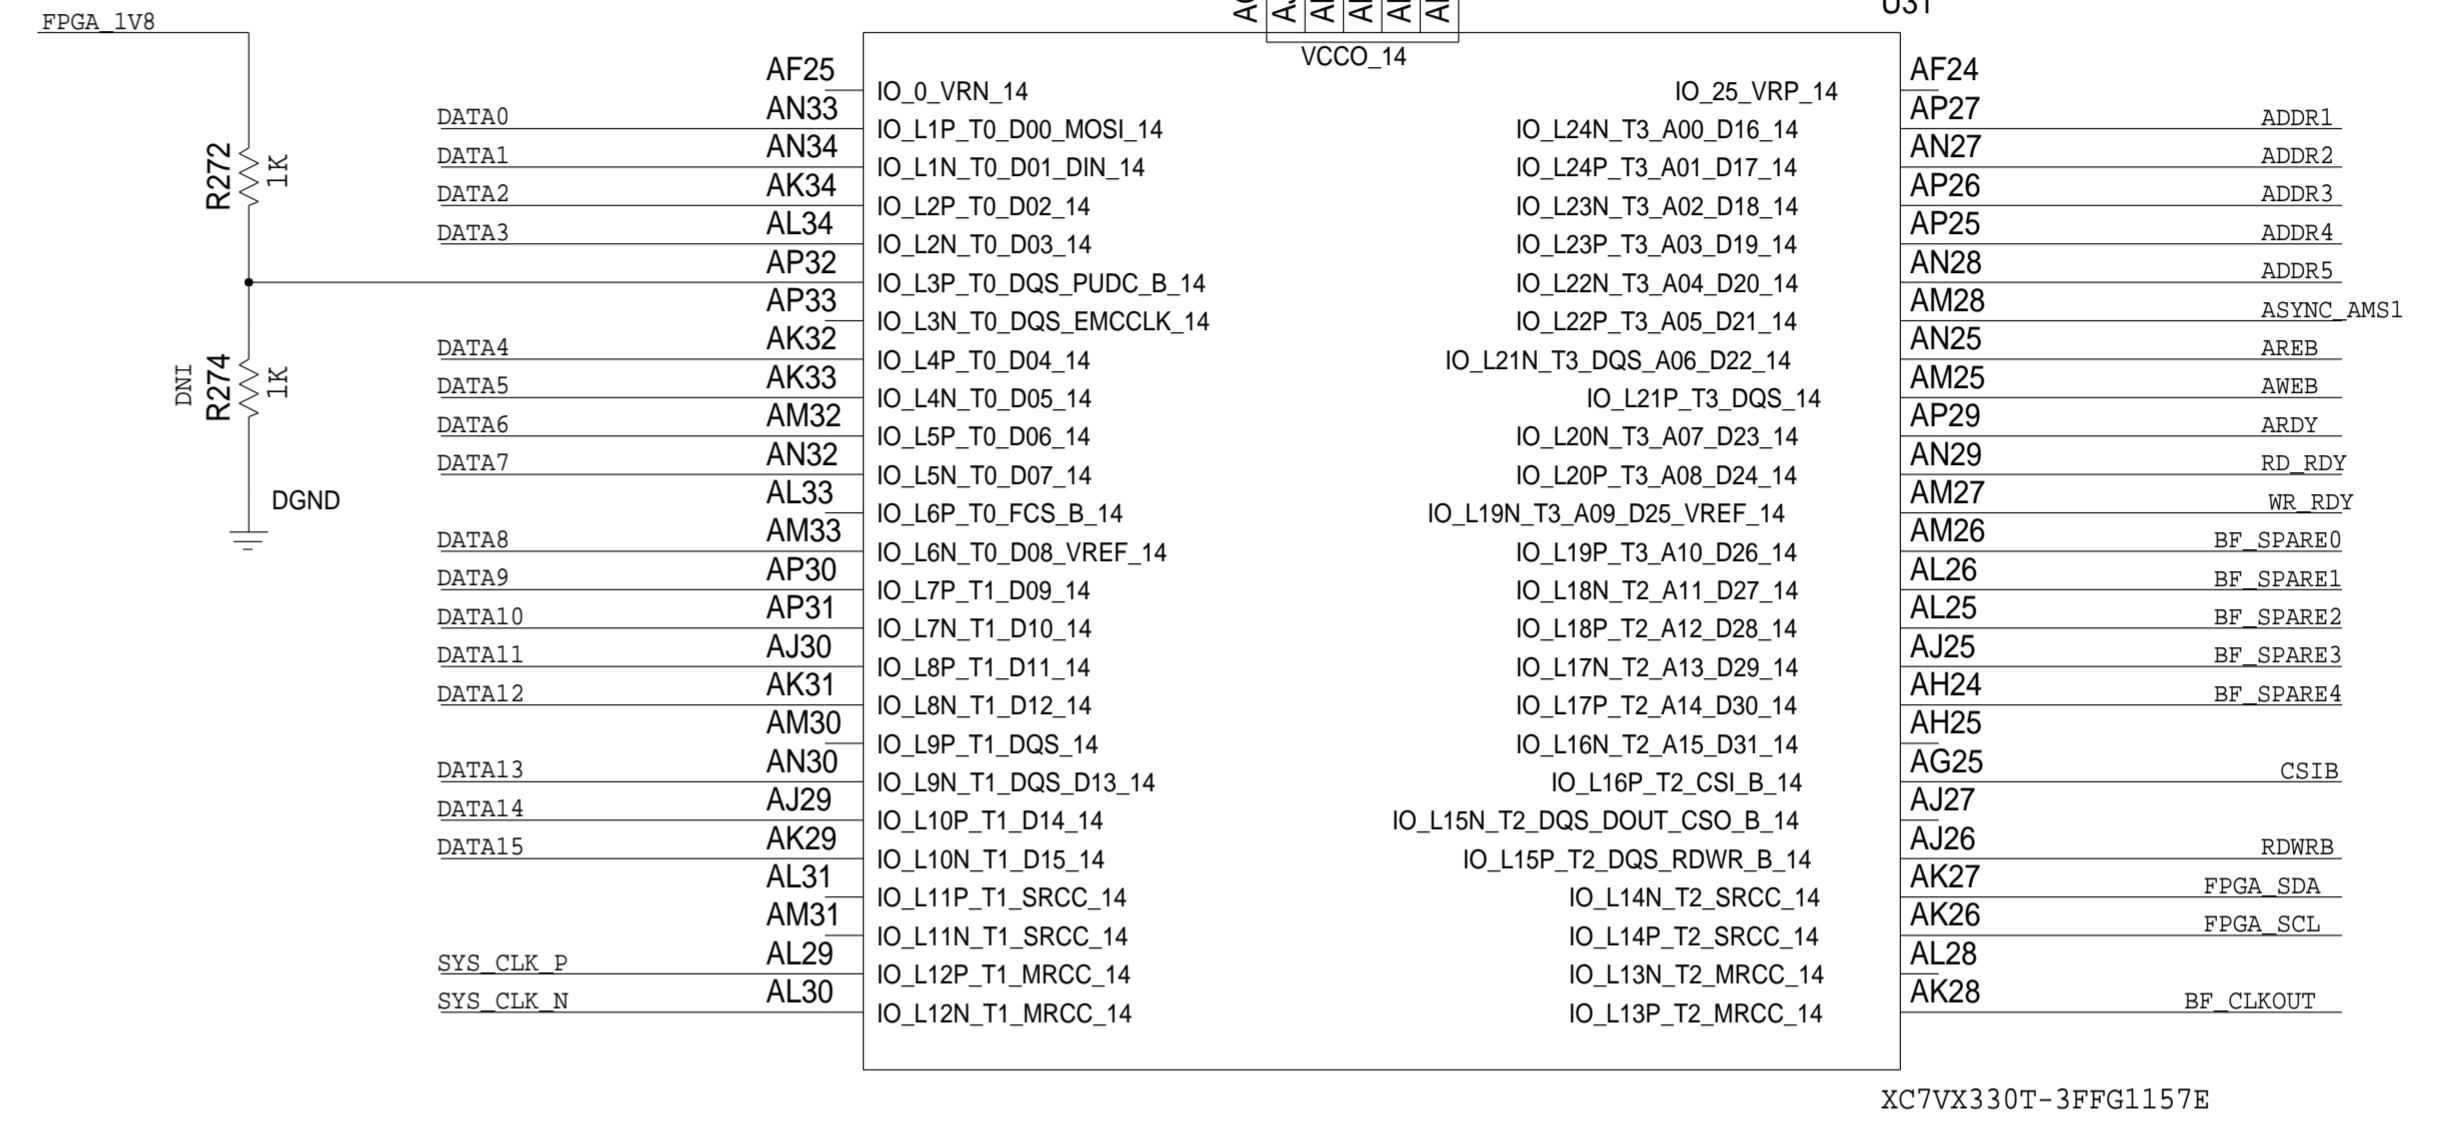 FPGA_1V8
U31
VCCO_14
R272 1K
DNI R274 1K
DGND
AF25 IO_0_VRN_14 IO_25_VRP_14 AF24
DATA0 AN33 IO_L1P_T0_D00_MOSI_14 IO_L24N_T3_A00_D16_14 AP27 ADDR1
DATA1 AN34 IO_L1N_T0_D01_DIN_14 IO_L24P_T3_A01_D17_14 AN27 ADDR2
DATA2 AK34 IO_L2P_T0_D02_14 IO_L23N_T3_A02_D18_14 AP26 ADDR3
DATA3 AL34 IO_L2N_T0_D03_14 IO_L23P_T3_A03_D19_14 AP25 ADDR4
AP32 IO_L3P_T0_DQS_PUDC_B_14 IO_L22N_T3_A04_D20_14 AN28 ADDR5
AP33 IO_L3N_T0_DQS_EMCCLK_14 IO_L22P_T3_A05_D21_14 AM28 ASYNC_AMS1
DATA4 AK32 IO_L4P_T0_D04_14 IO_L21N_T3_DQS_A06_D22_14 AN25 AREB
DATA5 AK33 IO_L4N_T0_D05_14 IO_L21P_T3_DQS_14 AM25 AWEB
DATA6 AM32 IO_L5P_T0_D06_14 IO_L20N_T3_A07_D23_14 AP29 ARDY
DATA7 AN32 IO_L5N_T0_D07_14 IO_L20P_T3_A08_D24_14 AN29 RD_RDY
AL33 IO_L6P_T0_FCS_B_14 IO_L19N_T3_A09_D25_VREF_14 AM27 WR_RDY
DATA8 AM33 IO_L6N_T0_D08_VREF_14 IO_L19P_T3_A10_D26_14 AM26 BF_SPARE0
DATA9 AP30 IO_L7P_T1_D09_14 IO_L18N_T2_A11_D27_14 AL26 BF_SPARE1
DATA10 AP31 IO_L7N_T1_D10_14 IO_L18P_T2_A12_D28_14 AL25 BF_SPARE2
DATA11 AJ30 IO_L8P_T1_D11_14 IO_L17N_T2_A13_D29_14 AJ25 BF_SPARE3
DATA12 AK31 IO_L8N_T1_D12_14 IO_L17P_T2_A14_D30_14 AH24 BF_SPARE4
AM30 IO_L9P_T1_DQS_14 IO_L16N_T2_A15_D31_14 AH25
DATA13 AN30 IO_L9N_T1_DQS_D13_14 IO_L16P_T2_CSI_B_14 AG25 CSIB
DATA14 AJ29 IO_L10P_T1_D14_14 IO_L15N_T2_DQS_DOUT_CSO_B_14 AJ27
DATA15 AK29 IO_L10N_T1_D15_14 IO_L15P_T2_DQS_RDWR_B_14 AJ26 RDWRB
AL31 IO_L11P_T1_SRCC_14 IO_L14N_T2_SRCC_14 AK27 FPGA_SDA
AM31 IO_L11N_T1_SRCC_14 IO_L14P_T2_SRCC_14 AK26 FPGA_SCL
SYS_CLK_P AL29 IO_L12P_T1_MRCC_14 IO_L13N_T2_MRCC_14 AL28
SYS_CLK_N AL30 IO_L12N_T1_MRCC_14 IO_L13P_T2_MRCC_14 AK28 BF_CLKOUT
XC7VX330T-3FFG1157E